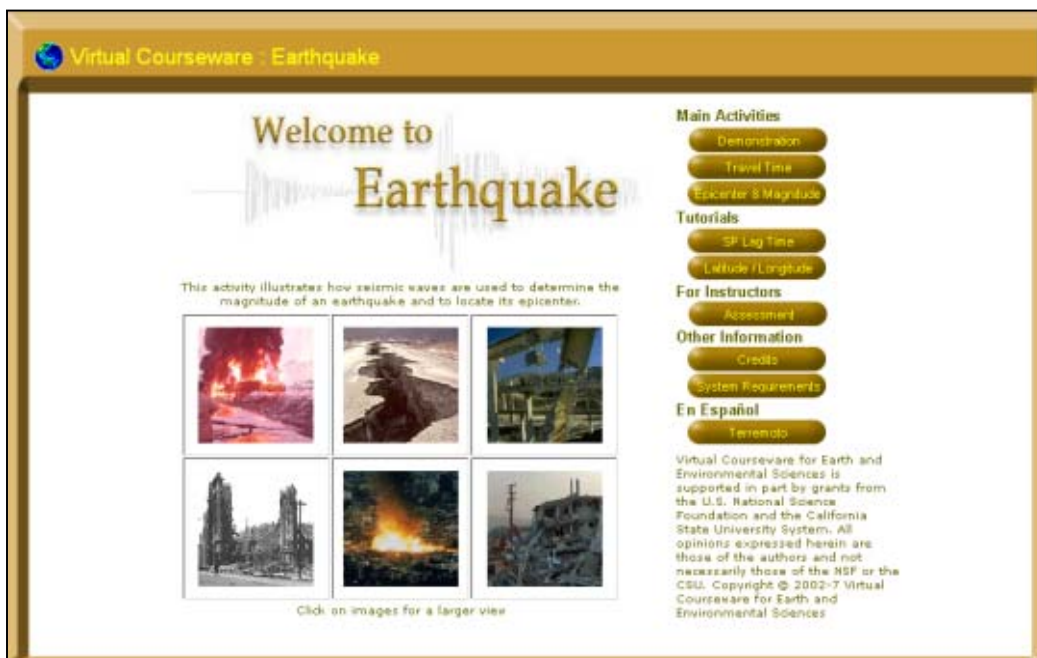 Virtual Courseware : Earthquake
Welcome to
Earthquake
This activity illustrates how seismic waves are used to determine the
magnitude of an earthquake and to locate its epicenter.
Click on images for a larger view
Main Activities
Demonstration
Travel Time
Epicenter & Magnitude
Tutorials
SP Lag Time
Latitude / Longitude
For Instructors
Assessment
Other Information
Credits
System Requirements
En Español
Terremoto
Virtual Courseware for Earth and
Environmental Sciences is
supported in part by grants from
the U.S. National Science
Foundation and the California
State University System. All
opinions expressed herein are
those of the authors and not
necessarily those of the NSF or the
CSU. Copyright @ 2002-7 Virtual
Courseware for Earth and
Environmental Sciences